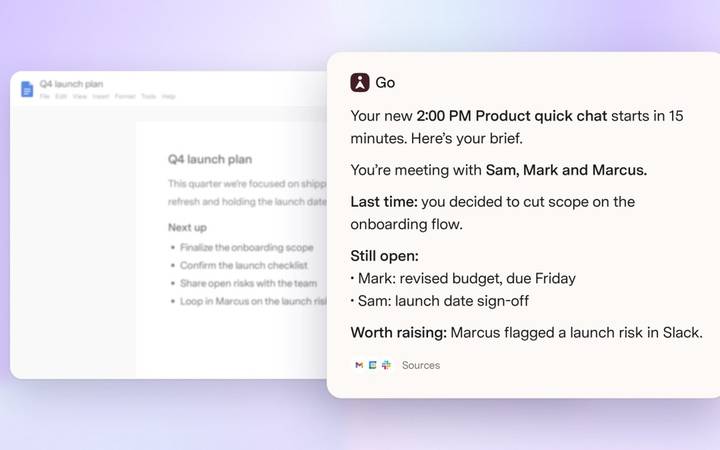 Q4 launch plan
File Edit View Insert Format Tools Help
Q4 launch plan
This quarter we're focused on shipp
refresh and holding the launch date
Next up
• Finalize the onboarding scope
• Confirm the launch checklist
• Share open risks with the team
• Loop in Marcus on the launch risl
Go
Your new 2:00 PM Product quick chat starts in 15
minutes. Here's your brief.
You're meeting with Sam, Mark and Marcus.
Last time: you decided to cut scope on the
onboarding flow.
Still open:
• Mark: revised budget, due Friday
• Sam: launch date sign-off
Worth raising: Marcus flagged a launch risk in Slack.
Sources